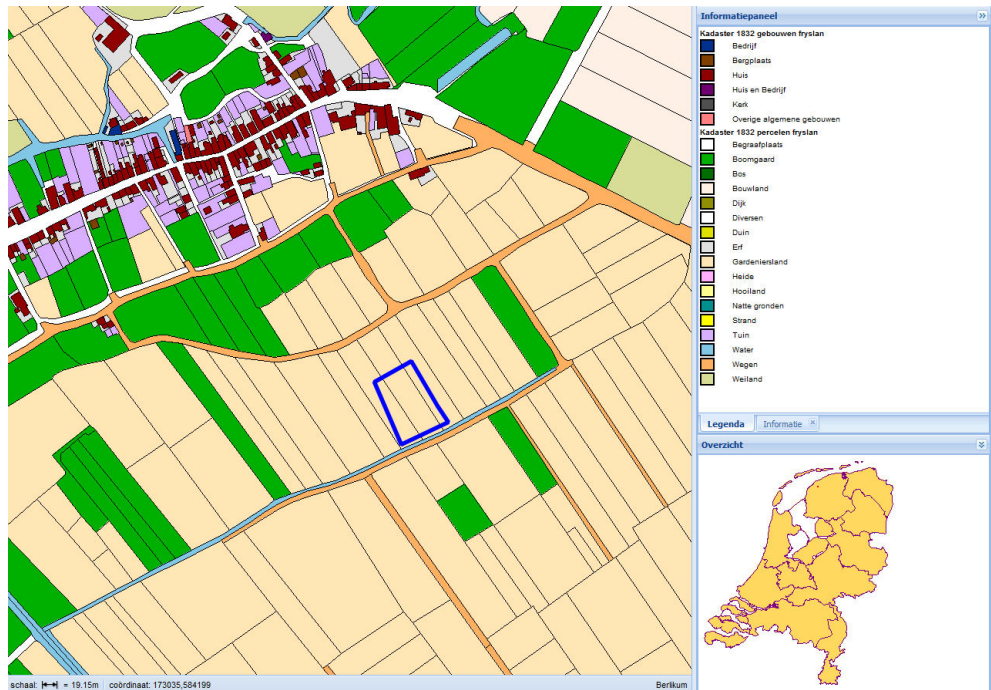 Informatiepaneel
Kadaster 1832 gebouwen fryslan
Bedrijf
Bergplaats
Huis
Huis en Bedrijf
Kerk
Overige algemene gebouwen
Kadaster 1832 percelen fryslan
Begraafplaats
Boomgaard
Bos
Bouwland
Dijk
Diversen
Duin
Erf
Gardeniersland
Heide
Hooiland
Natte gronden
Strand
Tuin
Water
Wegen
Weiland
Legenda Informatie
Overzicht
schaal: = 19.15m coördinaat: 173035,584199 Berlikum